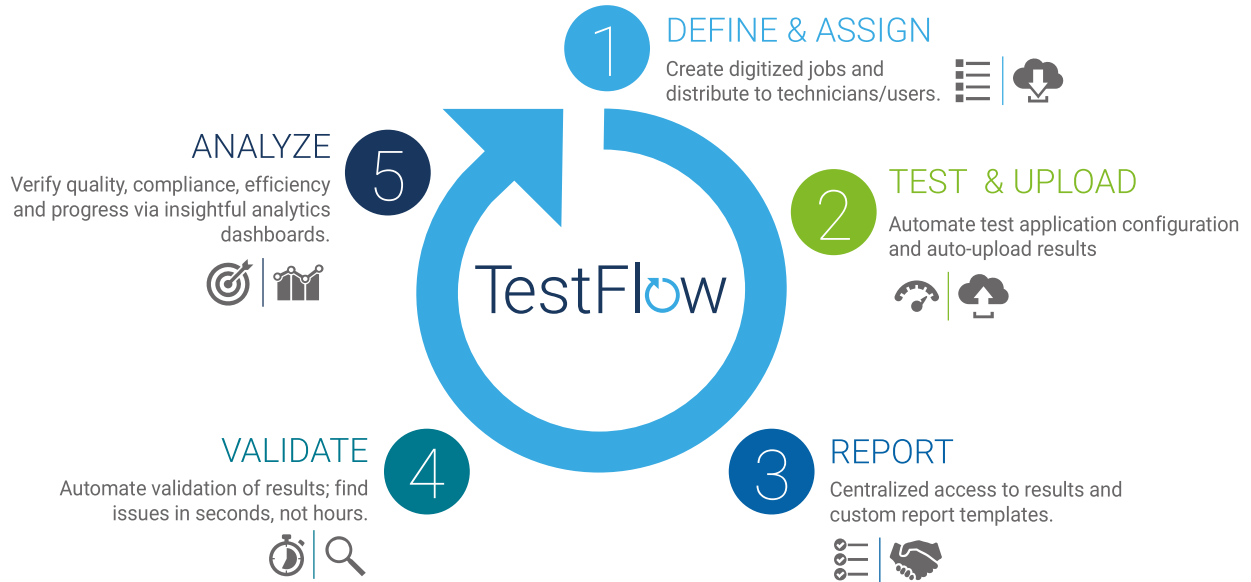 1
DEFINE & ASSIGN
Create digitized jobs and
distribute to technicians/users.
2
TEST & UPLOAD
Automate test application configuration
and auto-upload results
3
REPORT
Centralized access to results and
custom report templates.
4
VALIDATE
Automate validation of results; find
issues in seconds, not hours.
5
ANALYZE
Verify quality, compliance, efficiency
and progress via insightful analytics
dashboards.
TestFlow